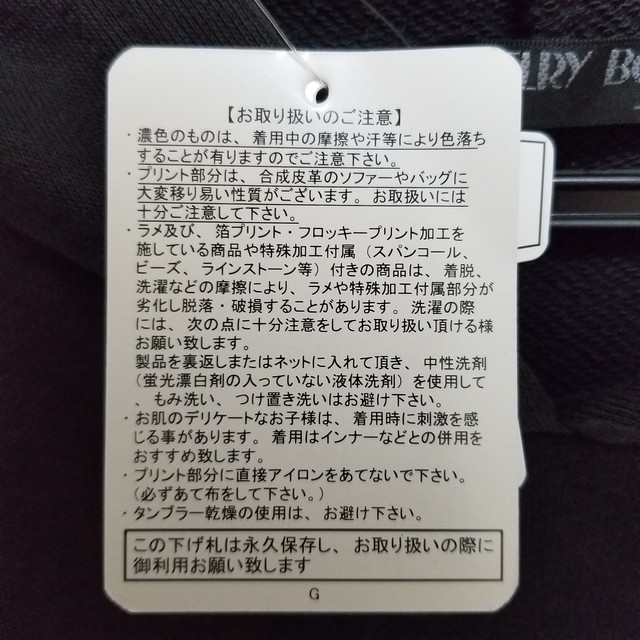 【お取り扱いのご注意】
・濃色のものは、着用中の摩擦や汗等により色落ち
することが有りますのでご注意下さい。
・プリント部分は、合成皮革のソファーやバッグに
大変移り易い性質がございます。お取扱いには
十分ご注意して下さい。
・ラメ及び、箔プリント・フロッキープリント加工を
施している商品や特殊加工付属（スパンコール、
ビーズ、ラインストーン等）付きの商品は、着脱、
洗濯などの摩擦により、ラメや特殊加工付属部分が
劣化し脱落・破損することがあります。洗濯の際
には、次の点に十分注意をしてお取り扱い頂ける様
お願い致します。
製品を裏返しまたはネットに入れて頂き、中性洗剤
（蛍光漂白剤の入っていない液体洗剤）を使用して
、もみ洗い、つけ置き洗いはお避け下さい。
・お肌のデリケートなお子様は、着用時に刺激を感
じる事があります。着用はインナーなどとの併用を
おすすめ致します。
・プリント部分に直接アイロンをあてないで下さい。
（必ずあて布をして下さい。）
・タンブラー乾燥の使用は、お避け下さい。
この下げ札は永久保存し、お取り扱いの際に
御利用お願い致します
G